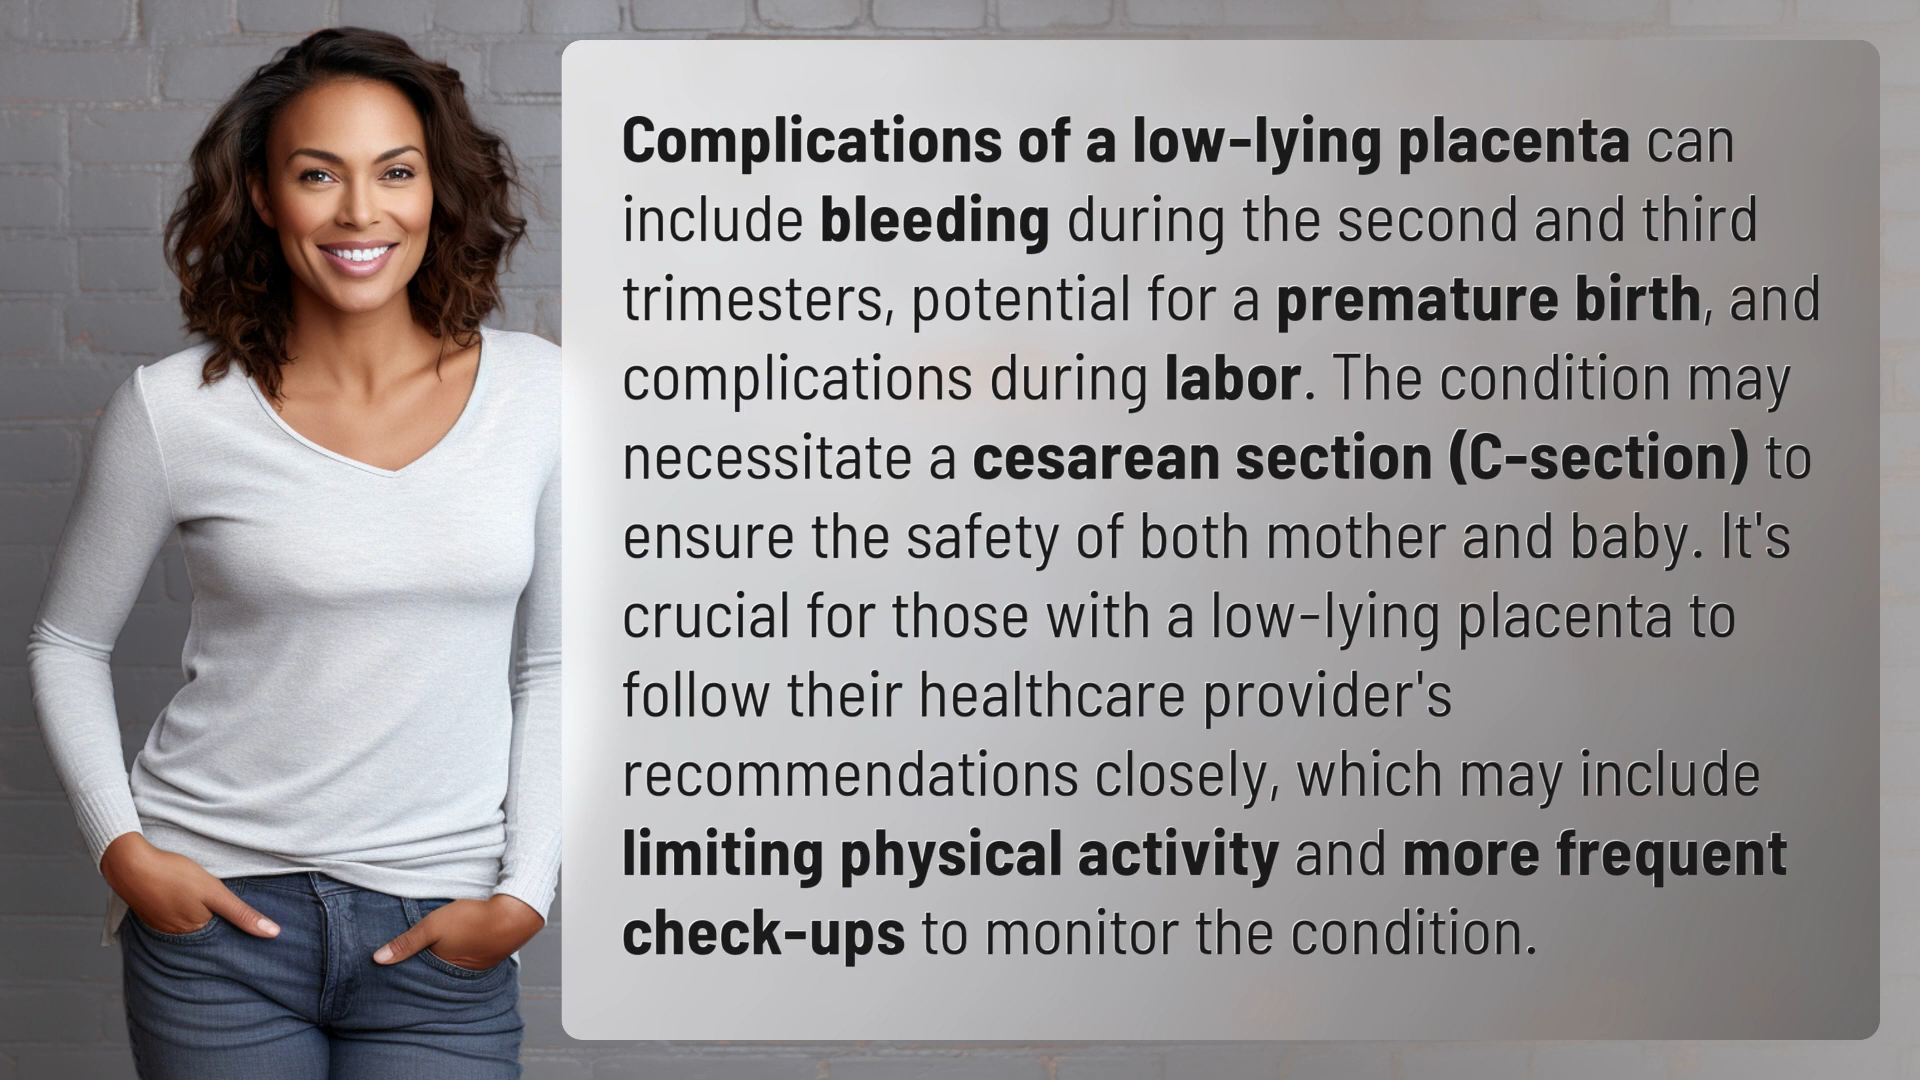 Complications of a low-lying placenta can
include bleeding during the second and third
trimesters, potential for a premature birth, and
complications during labor. The condition may
necessitate a cesarean section (C-section) to
ensure the safety of both mother and baby. It's
crucial for those with a low-lying placenta to
follow their healthcare provider's
recommendations closely, which may include
limiting physical activity and more frequent
check-ups to monitor the condition.